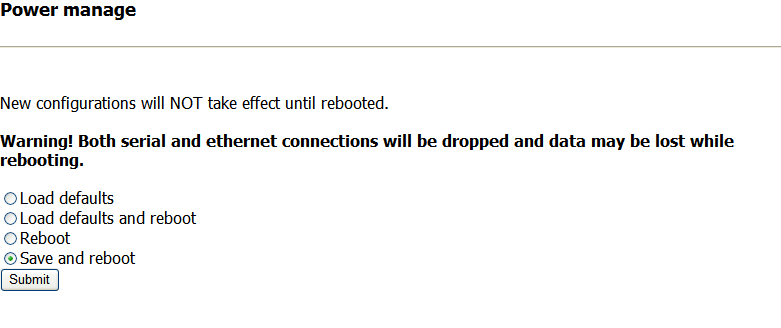 Power manage
New configurations will NOT take effect until rebooted.
Warning! Both serial and ethernet connections will be dropped and data may be lost while
rebooting.
Load defaults
Load defaults and reboot
Reboot
Save and reboot
Submit